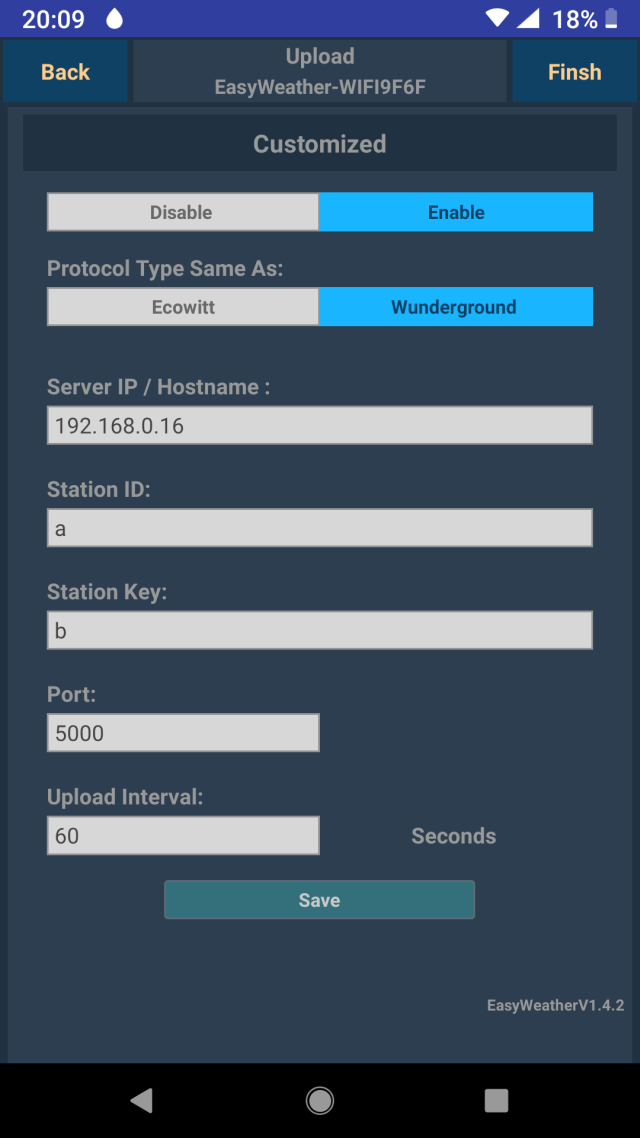 20:09 18%
Back Upload Finsh
EasyWeather-WIFI9F6F
Customized
Disable Enable
Protocol Type Same As:
Ecowitt Wunderground
Server IP / Hostname :
192.168.0.16
Station ID:
a
Station Key:
b
Port:
5000
Upload Interval:
60 Seconds
Save
EasyWeatherV1.4.2